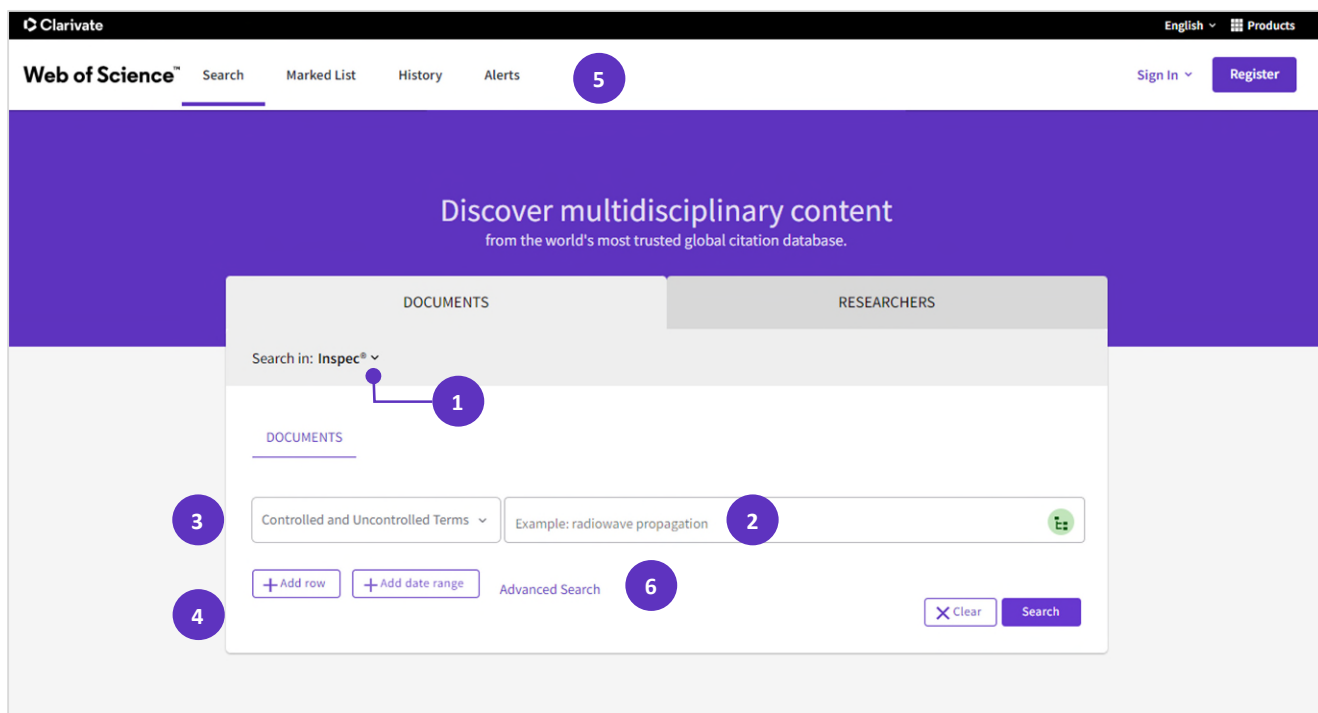 Clarivate English Products
Web of Science™ Search Marked List History Alerts 5 Sign In Register
Discover multidisciplinary content
from the world's most trusted global citation database.
DOCUMENTS RESEARCHERS
Search in: Inspec®
1
DOCUMENTS
3 Controlled and Uncontrolled Terms Example: radiowave propagation 2
+ Add row + Add date range Advanced Search 6
4 Clear Search